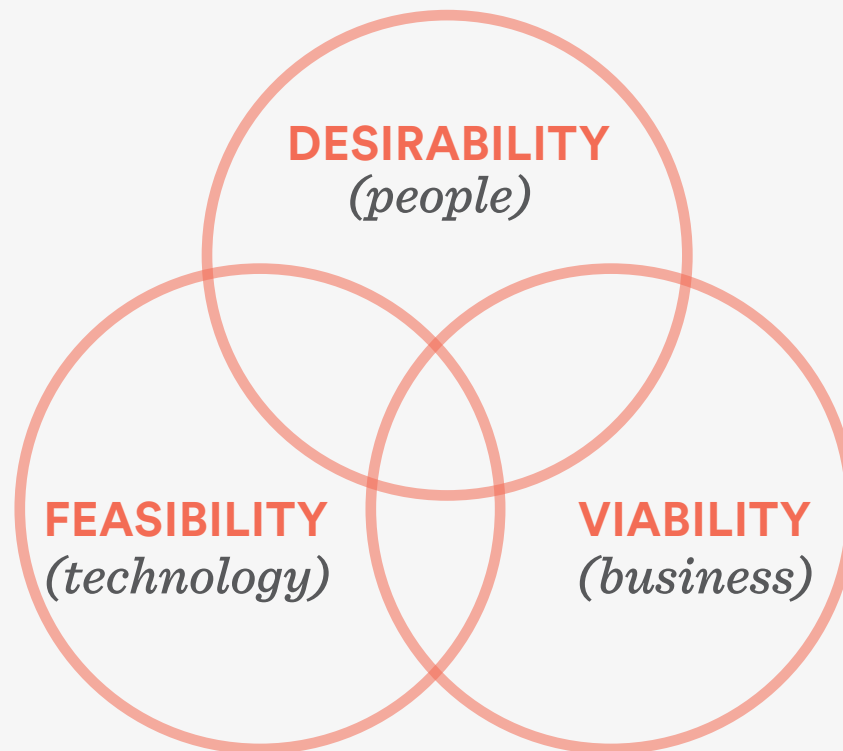 DESIRABILITY
(people)
FEASIBILITY
(technology)
VIABILITY
(business)